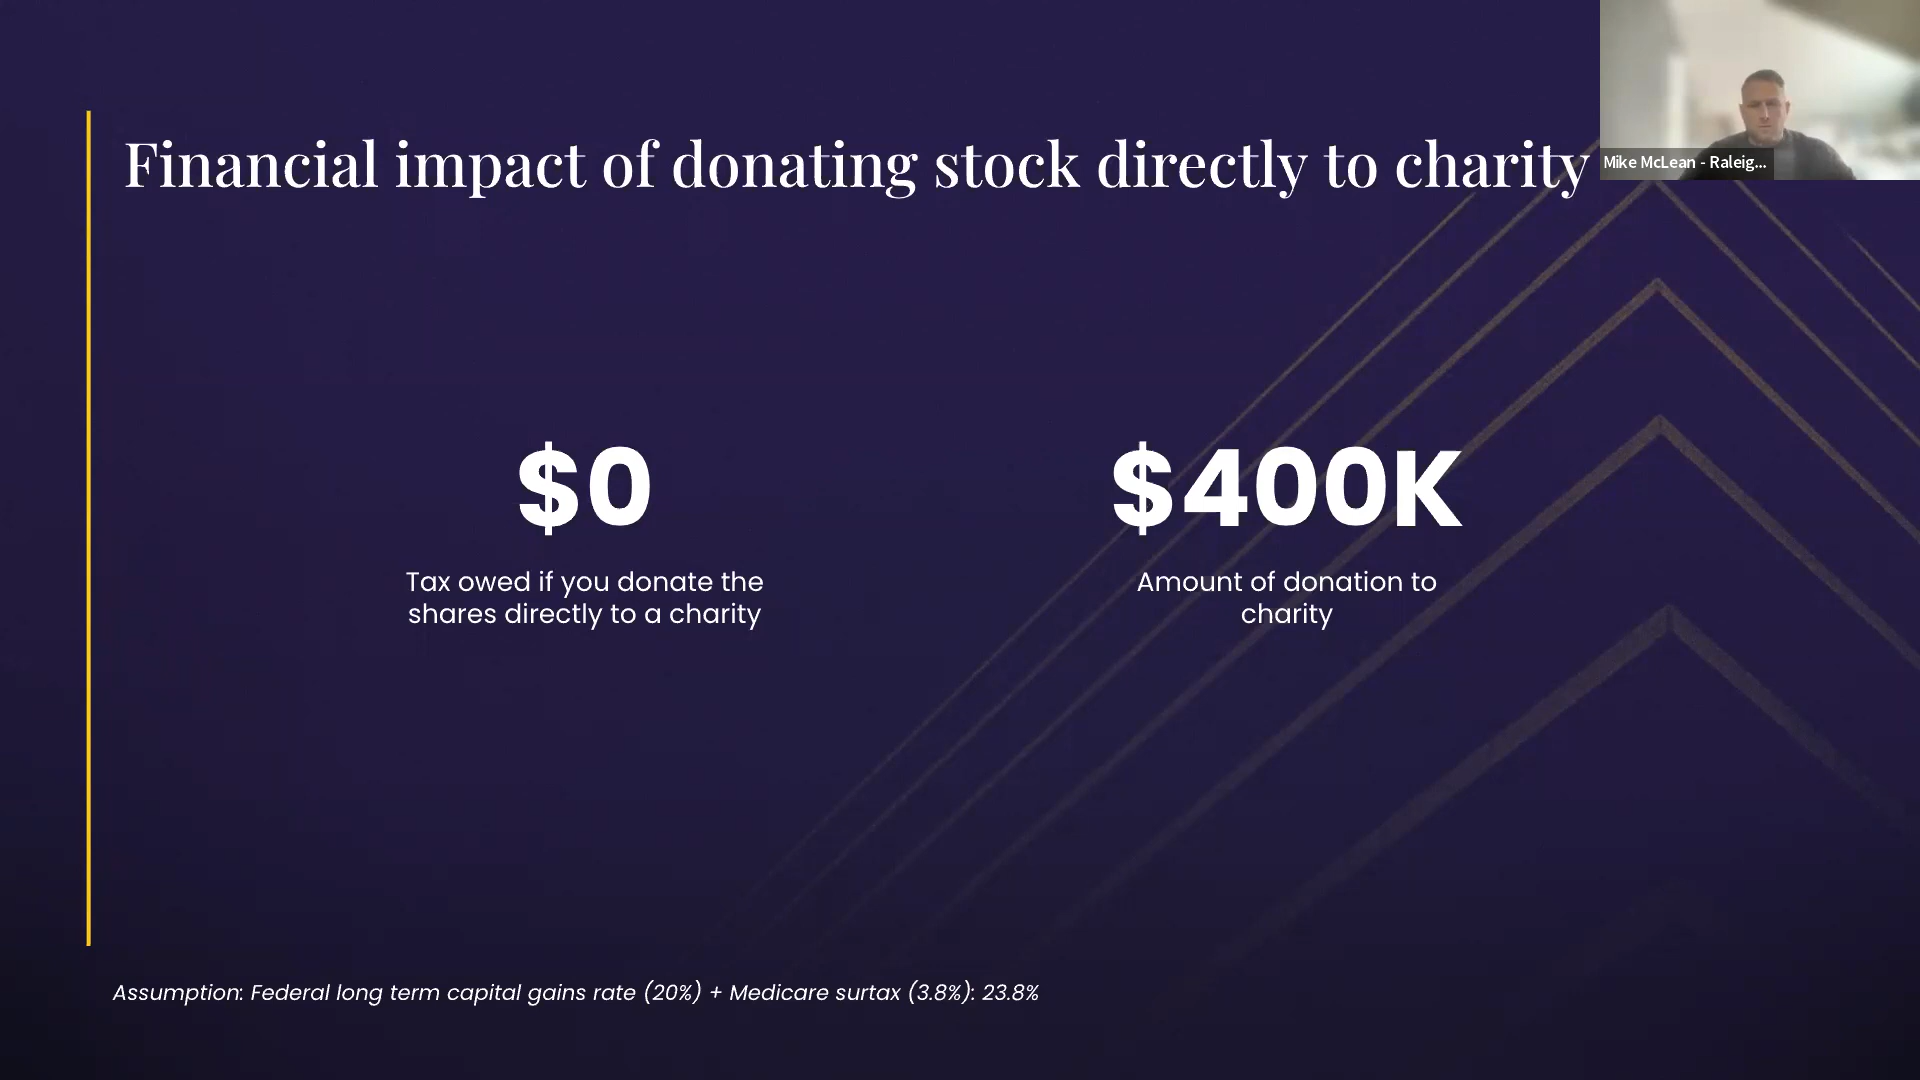 Financial impact of donating stock directly to charity
Mike McLean - Raleig...
$0
Tax owed if you donate the
shares directly to a charity
$400K
Amount of donation to
charity
Assumption: Federal long term capital gains rate (20%) + Medicare surtax (3.8%): 23.8%